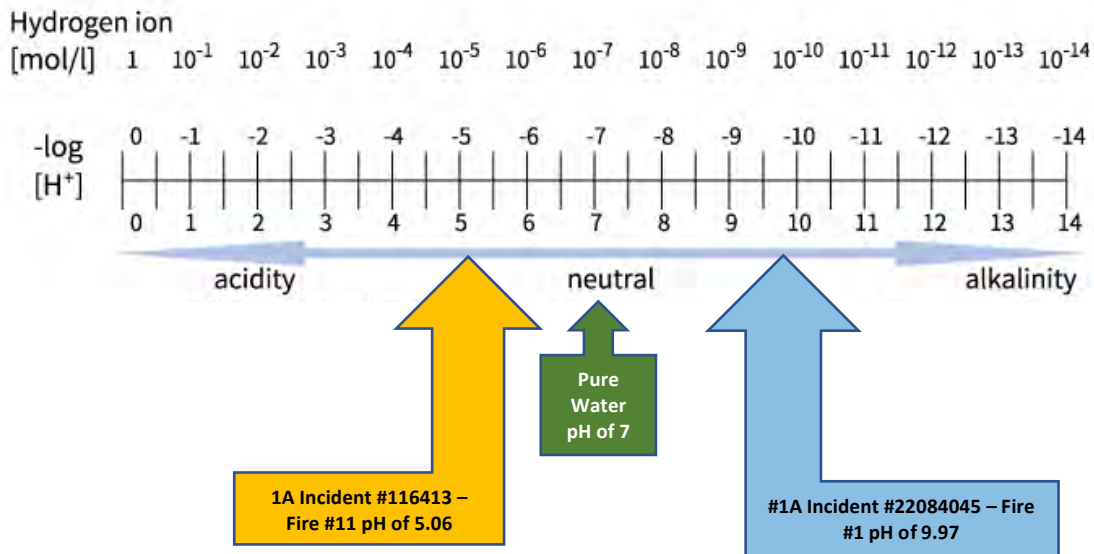 Hydrogen ion
[mol/l] 1 10⁻¹ 10⁻² 10⁻³ 10⁻⁴ 10⁻⁵ 10⁻⁶ 10⁻⁷ 10⁻⁸ 10⁻⁹ 10⁻¹⁰ 10⁻¹¹ 10⁻¹² 10⁻¹³ 10⁻¹⁴
0 -1 -2 -3 -4 -5 -6 -7 -8 -9 -10 -11 -12 -13 -14
-log
[H⁺]
0 1 2 3 4 5 6 7 8 9 10 11 12 13 14
acidity neutral alkalinity
Pure
Water
pH of 7
1A Incident #116413 –
Fire #11 pH of 5.06
#1A Incident #22084045 – Fire
#1 pH of 9.97